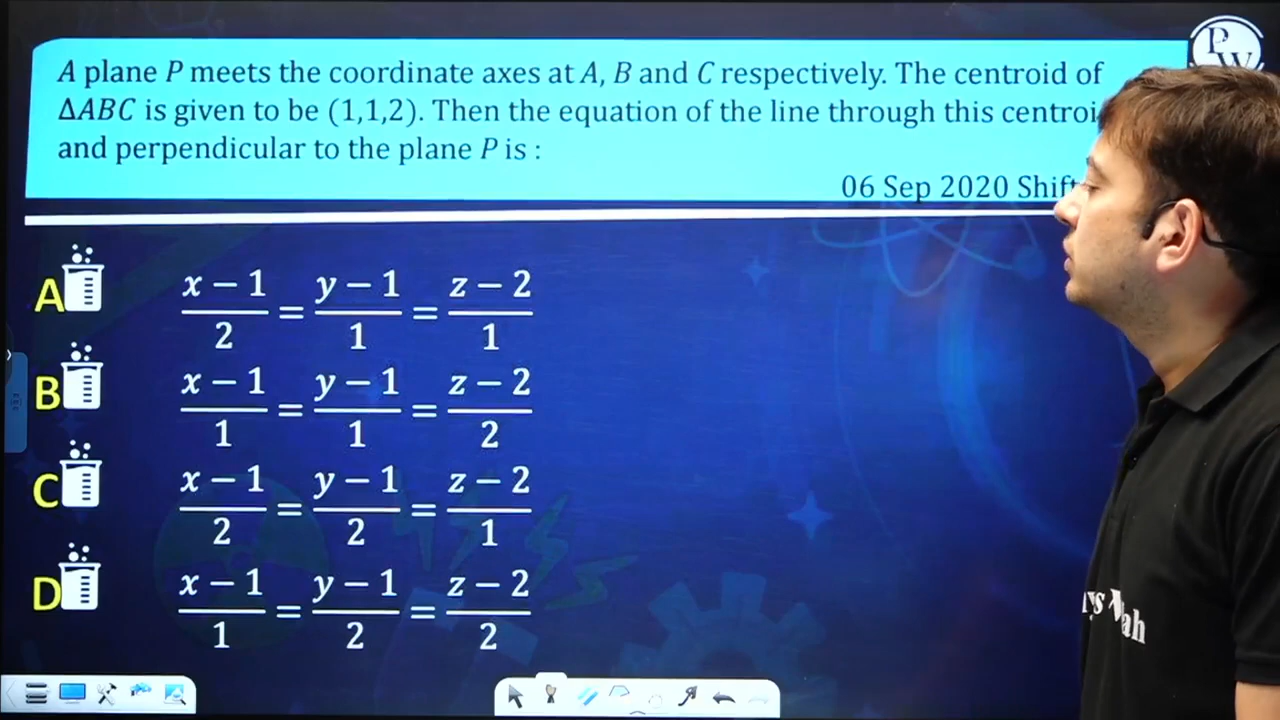 A plane P meets the coordinate axes at A, B and C respectively. The centroid of
ΔABC is given to be (1,1,2). Then the equation of the line through this
and perpendicular to the plane P is :
06 Sep 2020
PW
A (x − 1)/2 = (y − 1)/1 = (z − 2)/1
B (x − 1)/1 = (y − 1)/1 = (z − 2)/2
C (x − 1)/2 = (y − 1)/2 = (z − 2)/1
D (x − 1)/1 = (y − 1)/2 = (z − 2)/2